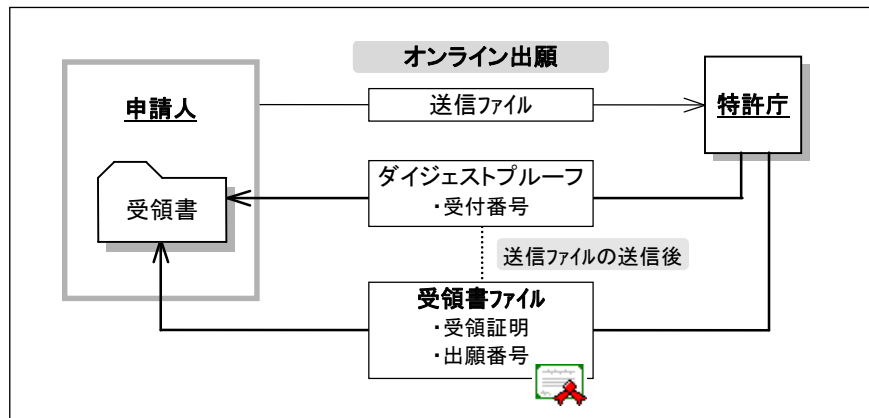 オンライン出願
申請人
送信ファイル
特許庁
受領書
ダイジェストプルーフ
・受付番号
送信ファイルの送信後
受領書ファイル
・受領証明
・出願番号